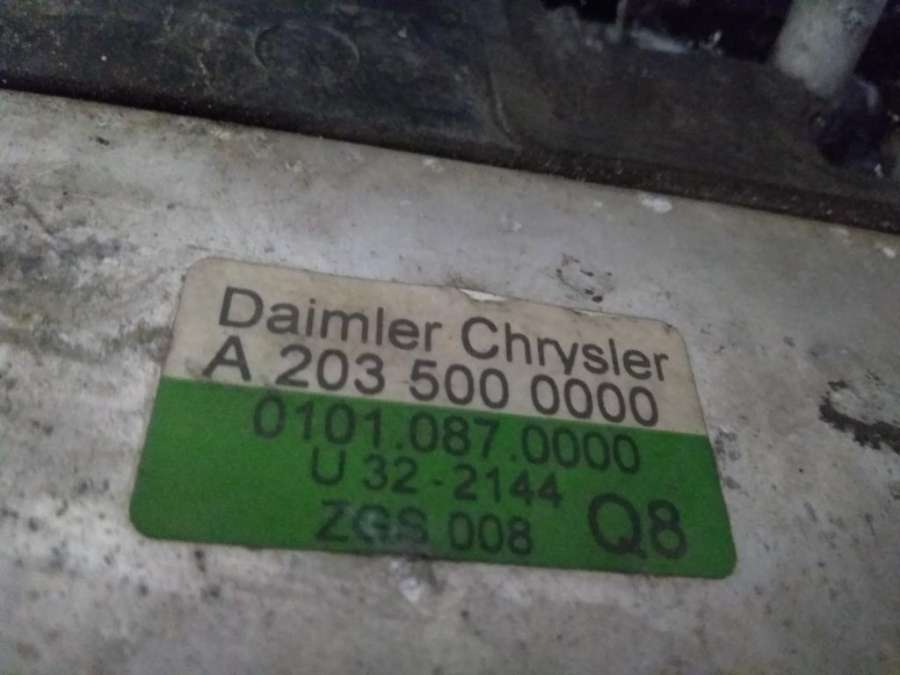 Daimler Chrysler
A 203 500 0000
0101.087.0000
U 32 - 2144
ZGS 008 Q8